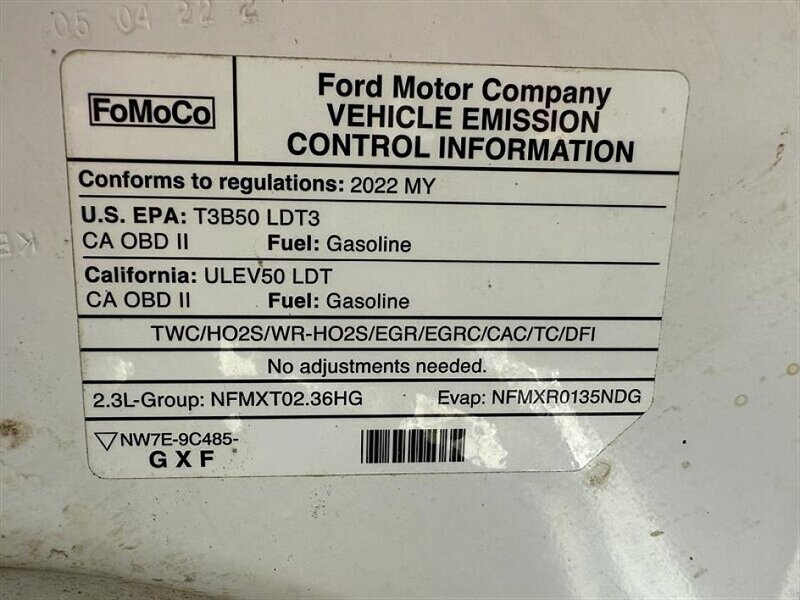 05 04 22 2
FoMoCo
Ford Motor Company
VEHICLE EMISSION
CONTROL INFORMATION
Conforms to regulations: 2022 MY
U.S. EPA: T3B50 LDT3
CA OBD II Fuel: Gasoline
California: ULEV50 LDT
CA OBD II Fuel: Gasoline
TWC/HO2S/WR-HO2S/EGR/EGRC/CAC/TC/DFI
No adjustments needed.
2.3L-Group: NFMXT02.36HG Evap: NFMXR0135NDG
NW7E-9C485-
GXF